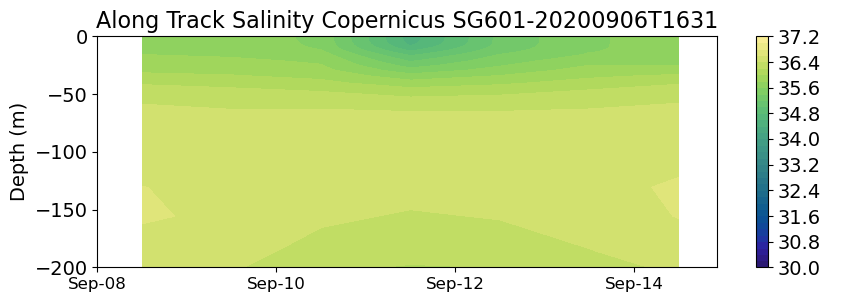 Along Track Salinity Copernicus SG601-20200906T1631
Depth (m)
0
−50
−100
−150
−200
Sep-08
Sep-10
Sep-12
Sep-14
37.2
36.4
35.6
34.8
34.0
33.2
32.4
31.6
30.8
30.0